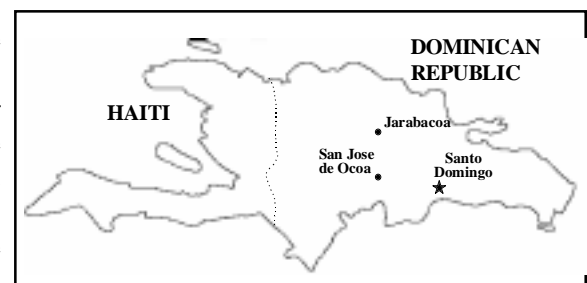 DOMINICAN
REPUBLIC
HAITI
Jarabacoa
San Jose
de Ocoa
Santo
Domingo